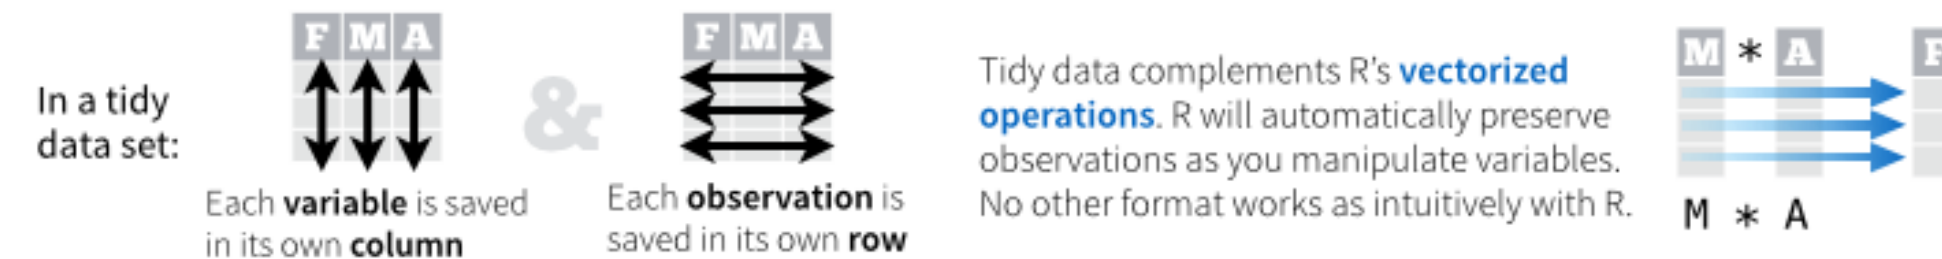 In a tidy
data set:
F M A
Each variable is saved
in its own column
&
F M A
Each observation is
saved in its own row
Tidy data complements R's vectorized
operations. R will automatically preserve
observations as you manipulate variables.
No other format works as intuitively with R.
M * A
M * A